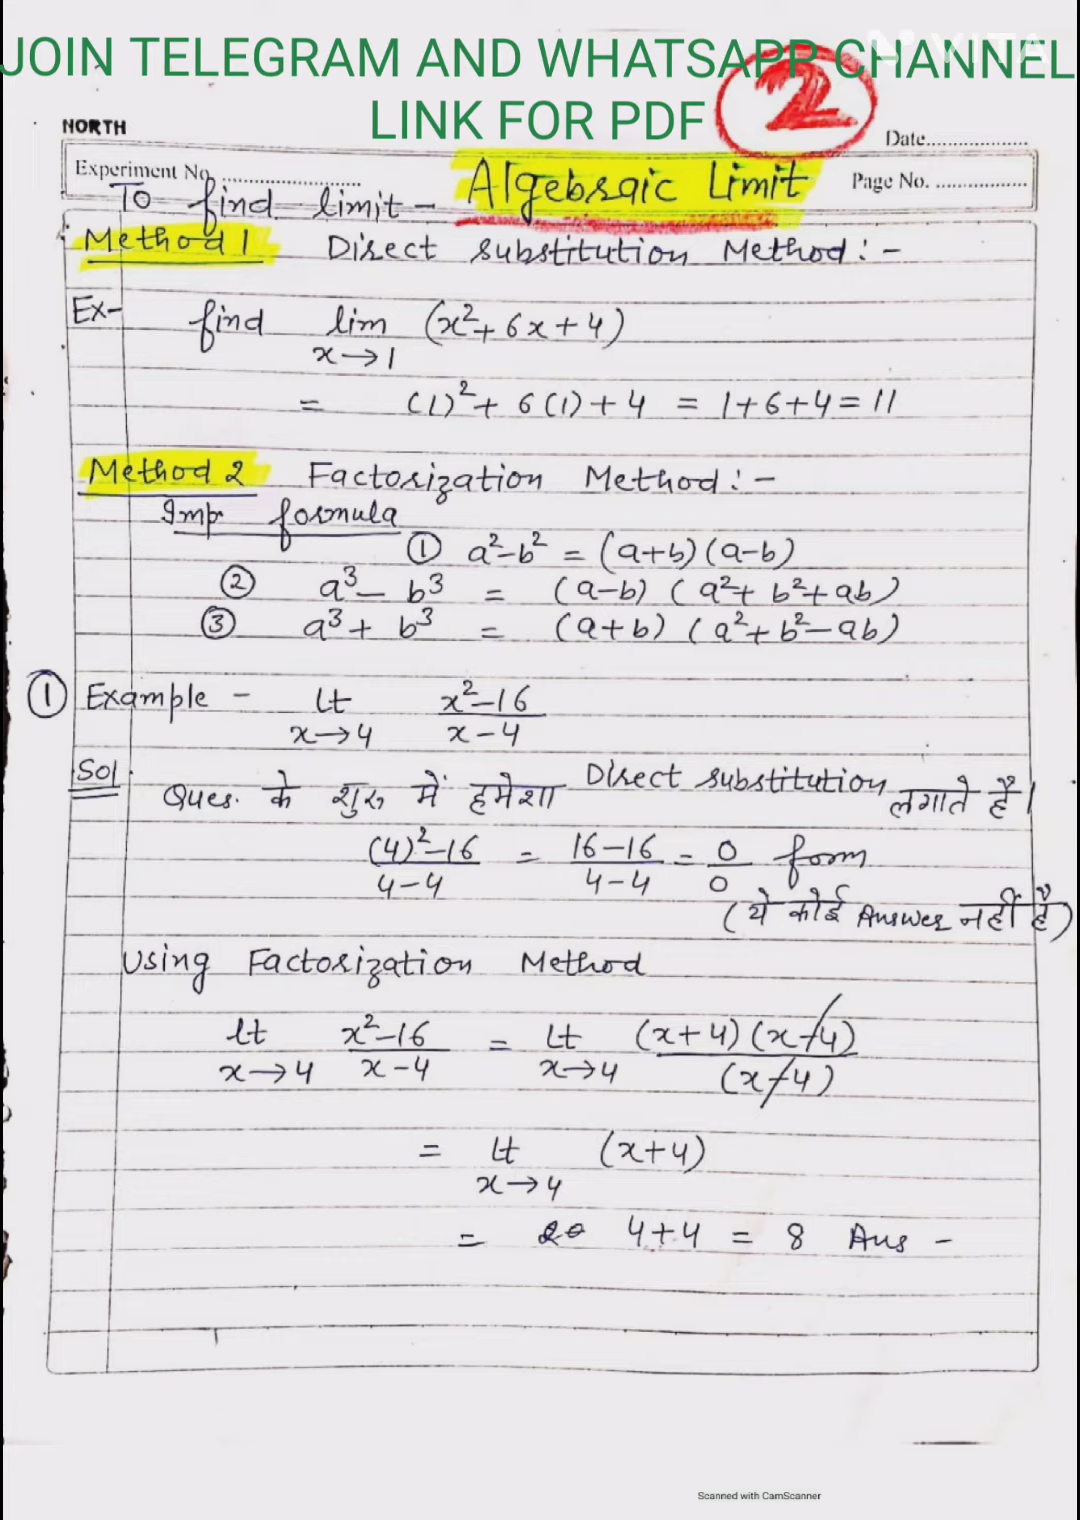 JOIN TELEGRAM AND WHATSAPP CHANNEL
LINK FOR PDF
2
VITA
NORTH
Date....................
Experiment No. ..........................
Page No. .................
To find limit - Algebraic Limit
Method 1 Direct substitution Method :-
Ex- find lim (x²+6x+4)
x→1
= (1)²+ 6(1)+4 = 1+6+4=11
Method 2 Factorization Method :-
Imp formula
① a²-b² = (a+b)(a-b)
② a³- b³ = (a-b) (a²+ b²+ab)
③ a³+ b³ = (a+b) (a²+b²-ab)
① Example - lt x²-16
x→4 x-4
Sol Ques. के शुरु में हमेशा Direct substitution लगाते हैं।
(4)²-16 = 16-16 = 0 form
4-4 4-4 0
(ये कोई Answer नहीं है)
Using Factorization Method
lt x²-16 = lt (x+4)(x-4)
x→4 x-4 x→4 (x-4)
= lt (x+4)
x→4
= 4+4 = 8 Ans -
Scanned with CamScanner